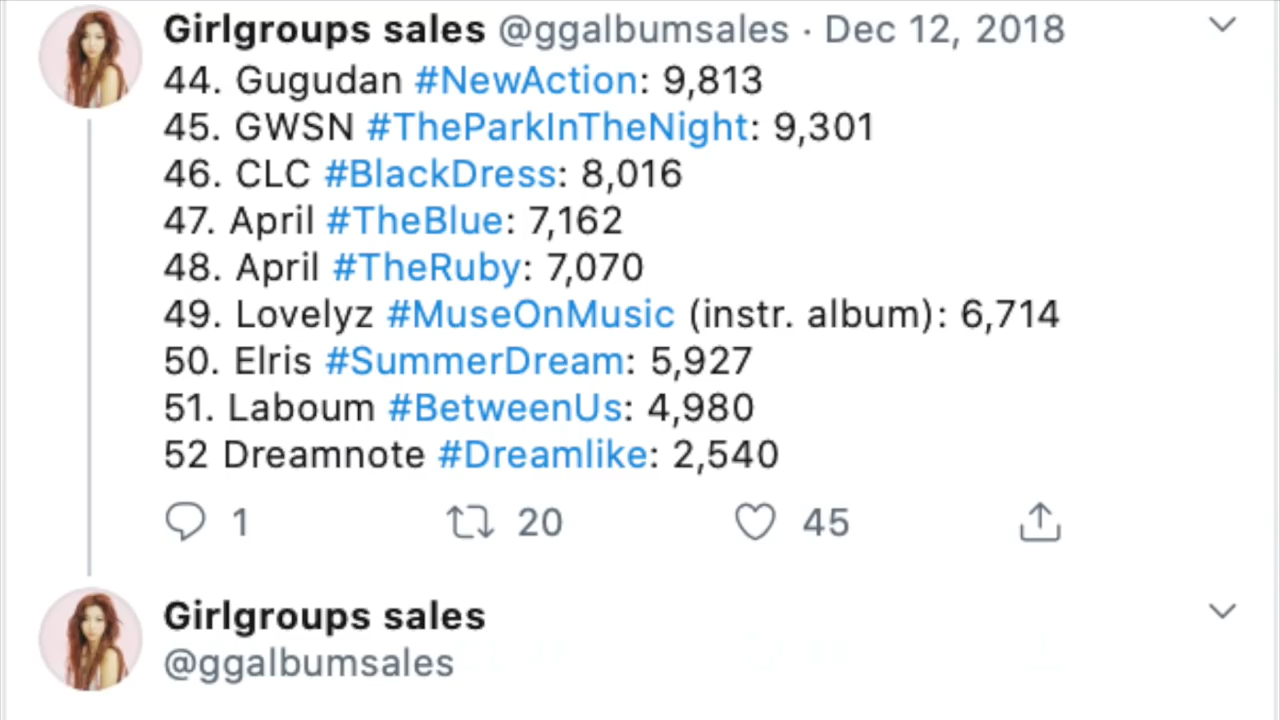 Girlgroups sales @ggalbumsales · Dec 12, 2018
44. Gugudan #NewAction: 9,813
45. GWSN #TheParkInTheNight: 9,301
46. CLC #BlackDress: 8,016
47. April #TheBlue: 7,162
48. April #TheRuby: 7,070
49. Lovelyz #MuseOnMusic (instr. album): 6,714
50. Elris #SummerDream: 5,927
51. Laboum #BetweenUs: 4,980
52 Dreamnote #Dreamlike: 2,540
1 20 45
Girlgroups sales
@ggalbumsales